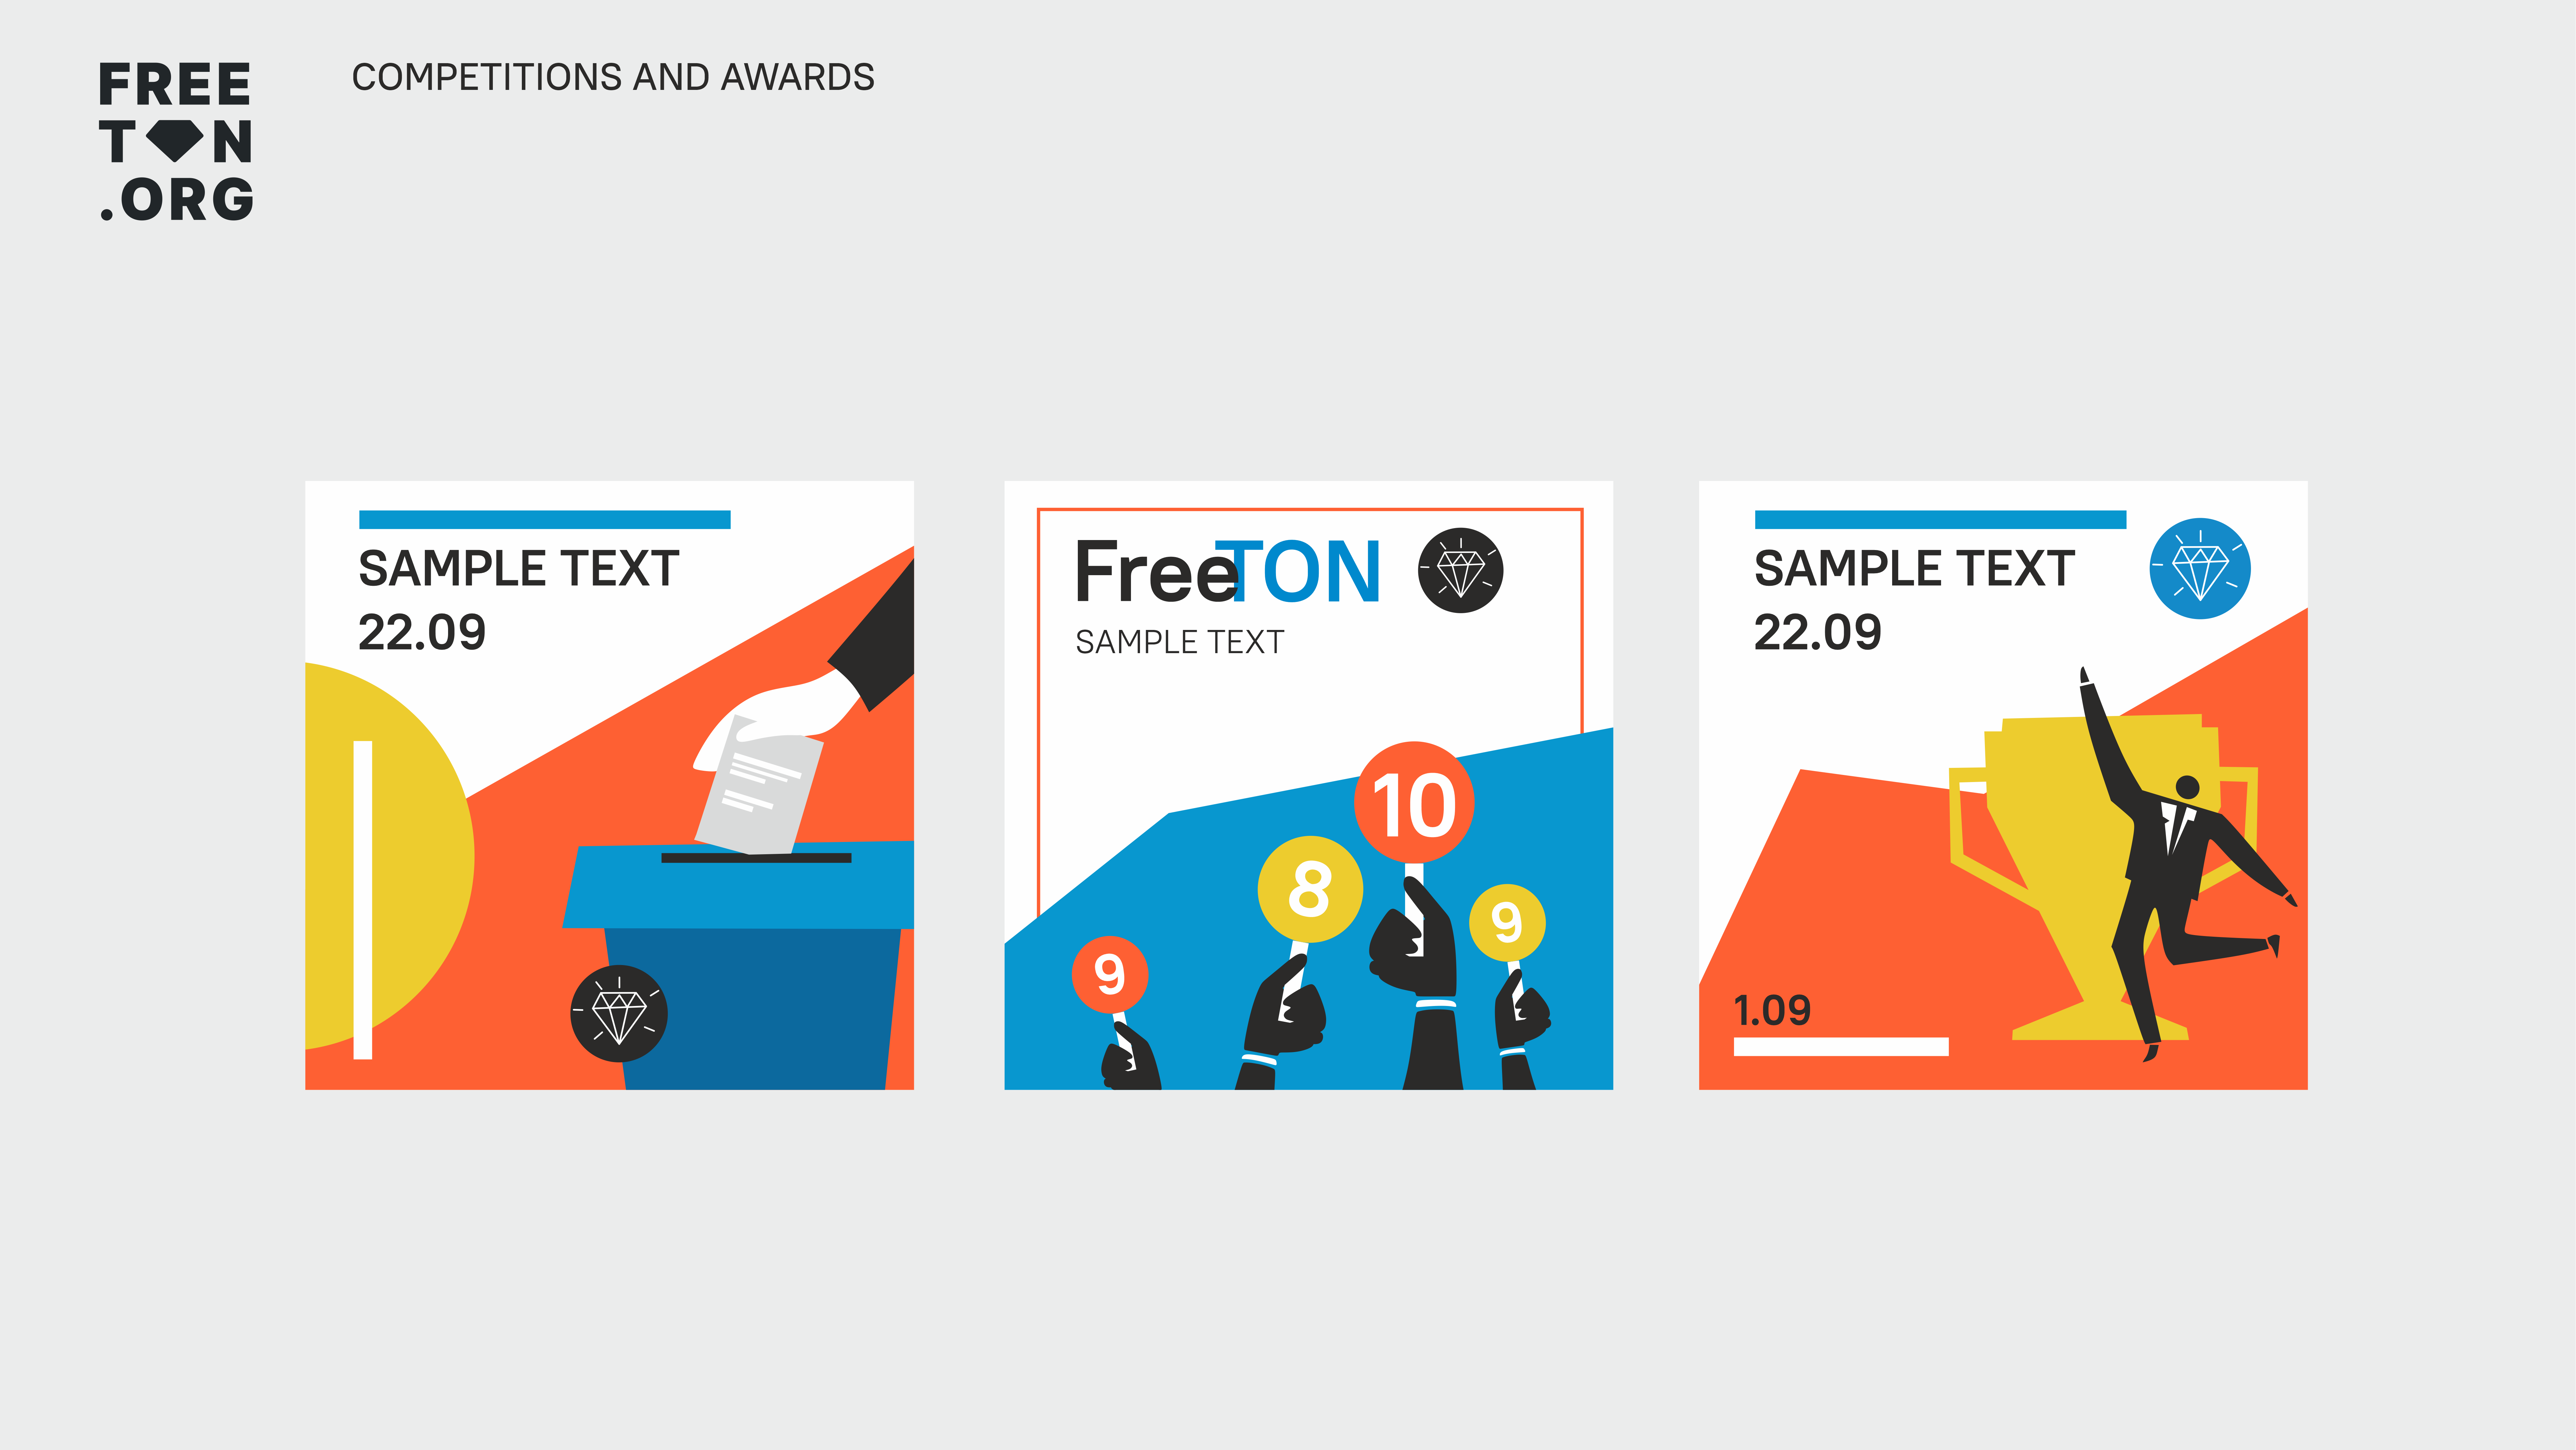 FREE
T N
.ORG
COMPETITIONS AND AWARDS
SAMPLE TEXT
22.09
FreeTON
SAMPLE TEXT
10
8
9
9
SAMPLE TEXT
22.09
1.09